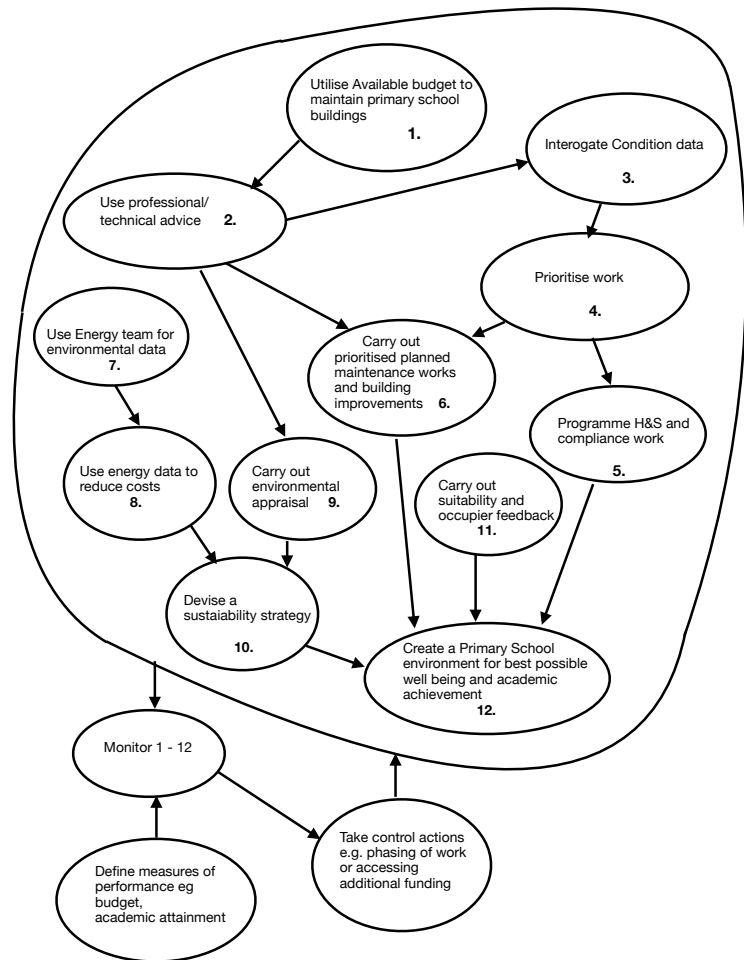 Utilise Available budget to
maintain primary school
buildings
1.
Interogate Condition data
3.
Use professional/
technical advice 2.
Prioritise work
4.
Use Energy team for
environmental data
7.
Carry out
prioritised planned
maintenance works
and building
improvements 6.
Programme H&S and
compliance work
5.
Use energy data to
reduce costs
8.
Carry out
environmental
appraisal 9.
Carry out
suitability and
occupier feedback
11.
Devise a
sustaiability strategy
10.
Create a Primary School
environment for best possible
well being and academic
achievement
12.
Monitor 1 - 12
Take control actions
e.g. phasing of work
or accessing
additional funding
Define measures of
performance eg
budget,
academic attainment